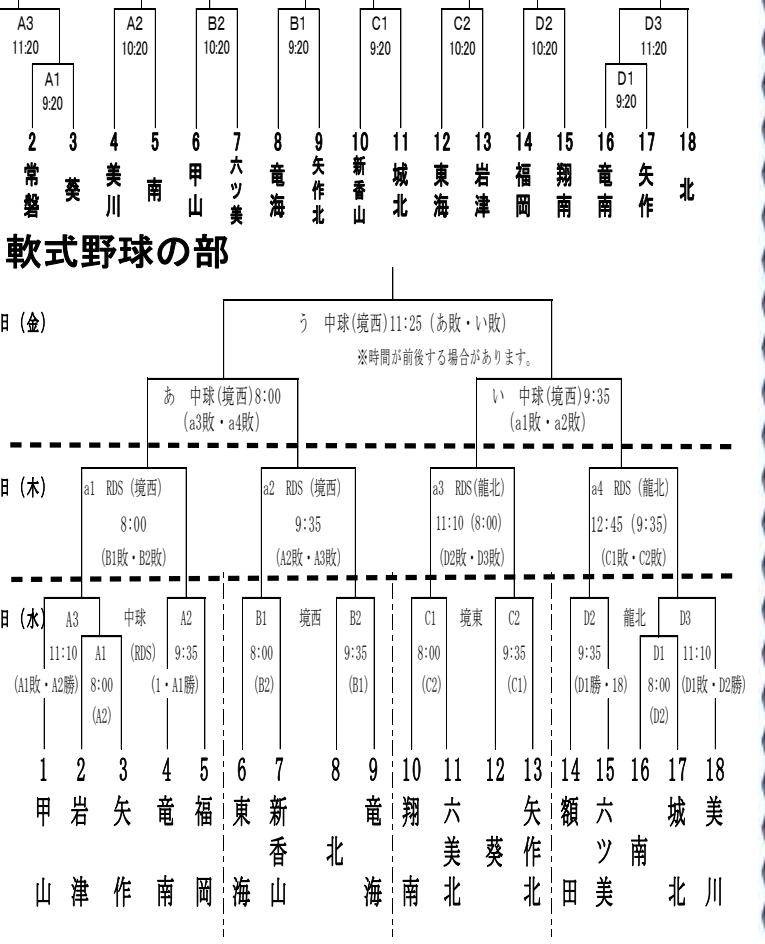 A3 A2 B2 B1 C1 C2 D2 D3
11:20 10:20 10:20 9:20 9:20 10:20 10:20 11:20
A1 D1
9:20 9:20
2 3 4 5 6 7 8 9 10 11 12 13 14 15 16 17 18
常磐 葵 美川 南 甲山 六ツ美 竜海 矢作北 新香山 城北 東海 岩津 福岡 翔南 竜南 矢作 北
軟式野球の部
日（金） う 中球(境西)11:25（あ敗・い敗）
※時間が前後する場合があります。
あ 中球(境西)8:00 い 中球(境西)9:35
(a3敗・a4敗) (a1敗・a2敗)
日（木） a1 RDS（境西） a2 RDS（境西） a3 RDS(龍北) a4 RDS（龍北）
8:00 9:35 11:10（8:00） 12:45（9:35）
(B1敗・B2敗) (A2敗・A3敗) (D2敗・D3敗) (C1敗・C2敗)
日（水） A3 中球 A2 B1 境西 B2 C1 境東 C2 D2 龍北 D3
11:10 A1 (RDS) 9:35 8:00 9:35 8:00 9:35 9:35 D1 11:10
(A1敗・A2勝) 8:00 (1・A1勝) (B2) (B1) (C2) (C1) (D1勝・18) 8:00 (D1敗・D2勝)
(A2) (D2)
1 2 3 4 5 6 7 8 9 10 11 12 13 14 15 16 17 18
甲山 岩津 矢作 竜南 福岡 東海 新香山 北 竜海 翔南 六美北 葵 矢作北 額田 六ツ美 南 城北 美川